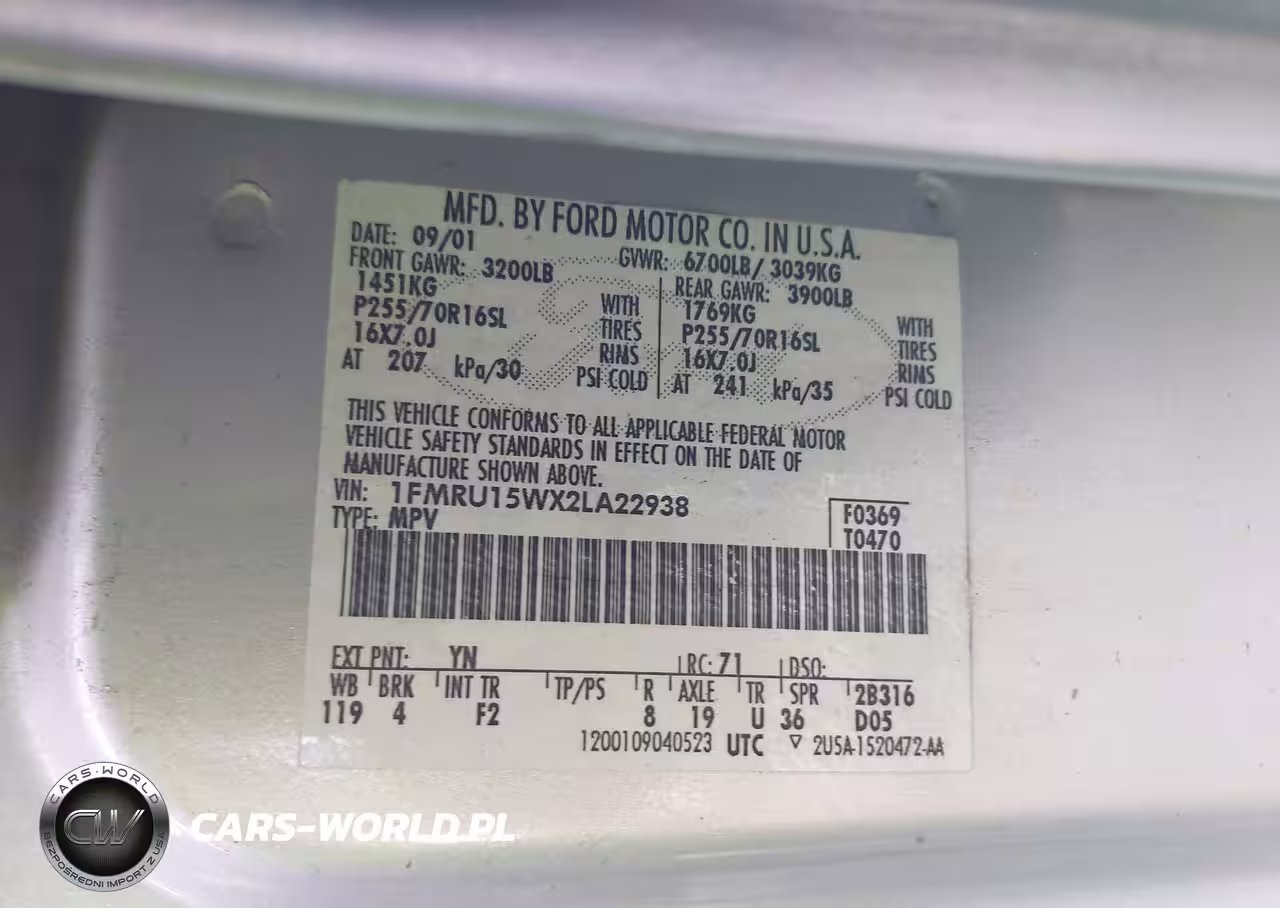 MFD. BY FORD MOTOR CO. IN U.S.A.
DATE: 09/01 GVWR: 6700LB/ 3039KG
FRONT GAWR: 3200LB REAR GAWR: 3900LB
1451KG WITH 1769KG WITH
P255/70R16SL TIRES P255/70R16SL TIRES
16X7.0J RIMS 16X7.0J RIMS
AT 207 kPa/30 PSI COLD AT 241 kPa/35 PSI COLD
THIS VEHICLE CONFORMS TO ALL APPLICABLE FEDERAL MOTOR
VEHICLE SAFETY STANDARDS IN EFFECT ON THE DATE OF
MANUFACTURE SHOWN ABOVE.
VIN: 1FMRU15WX2LA22938 F0369
TYPE: MPV T0470
EXT PNT: YN RC: 71 DSO:
WB BRK INT TR TP/PS R AXLE TR SPR 2B316
119 4 F2 8 19 U 36 D05
1200109040523 UTC ▽ 2U5A-1520472-AA
CARS-WORLD
CW
BEZPOŚREDNI IMPORT Z USA
CARS-WORLD.PL